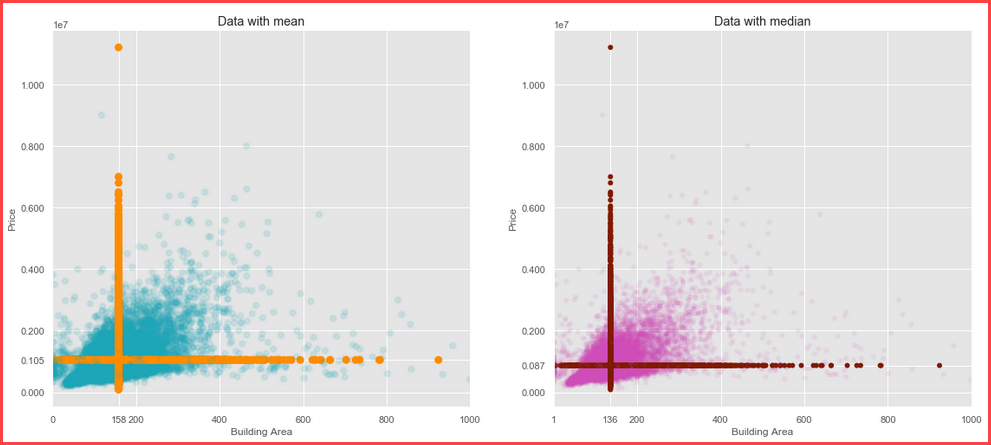 Data with mean
1e7
1.000
0.800
0.600
0.400
0.200
0.105
0.000
Price
0 158 200 400 600 800 1000
Building Area
Data with median
1e7
1.000
0.800
0.600
0.400
0.200
0.087
0.000
Price
1 136 200 400 600 800 1000
Building Area